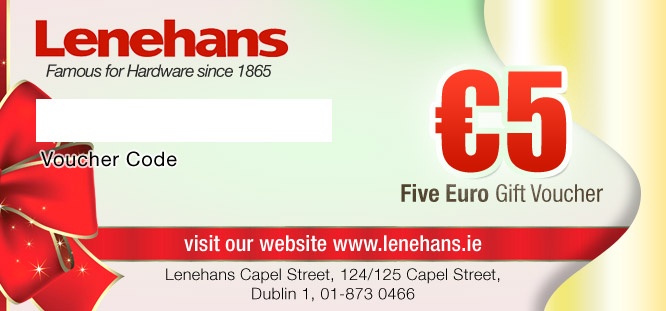 Lenehans
Famous for Hardware since 1865
Voucher Code
€5
Five Euro Gift Voucher
visit our website www.lenehans.ie
Lenehans Capel Street, 124/125 Capel Street,
Dublin 1, 01-873 0466